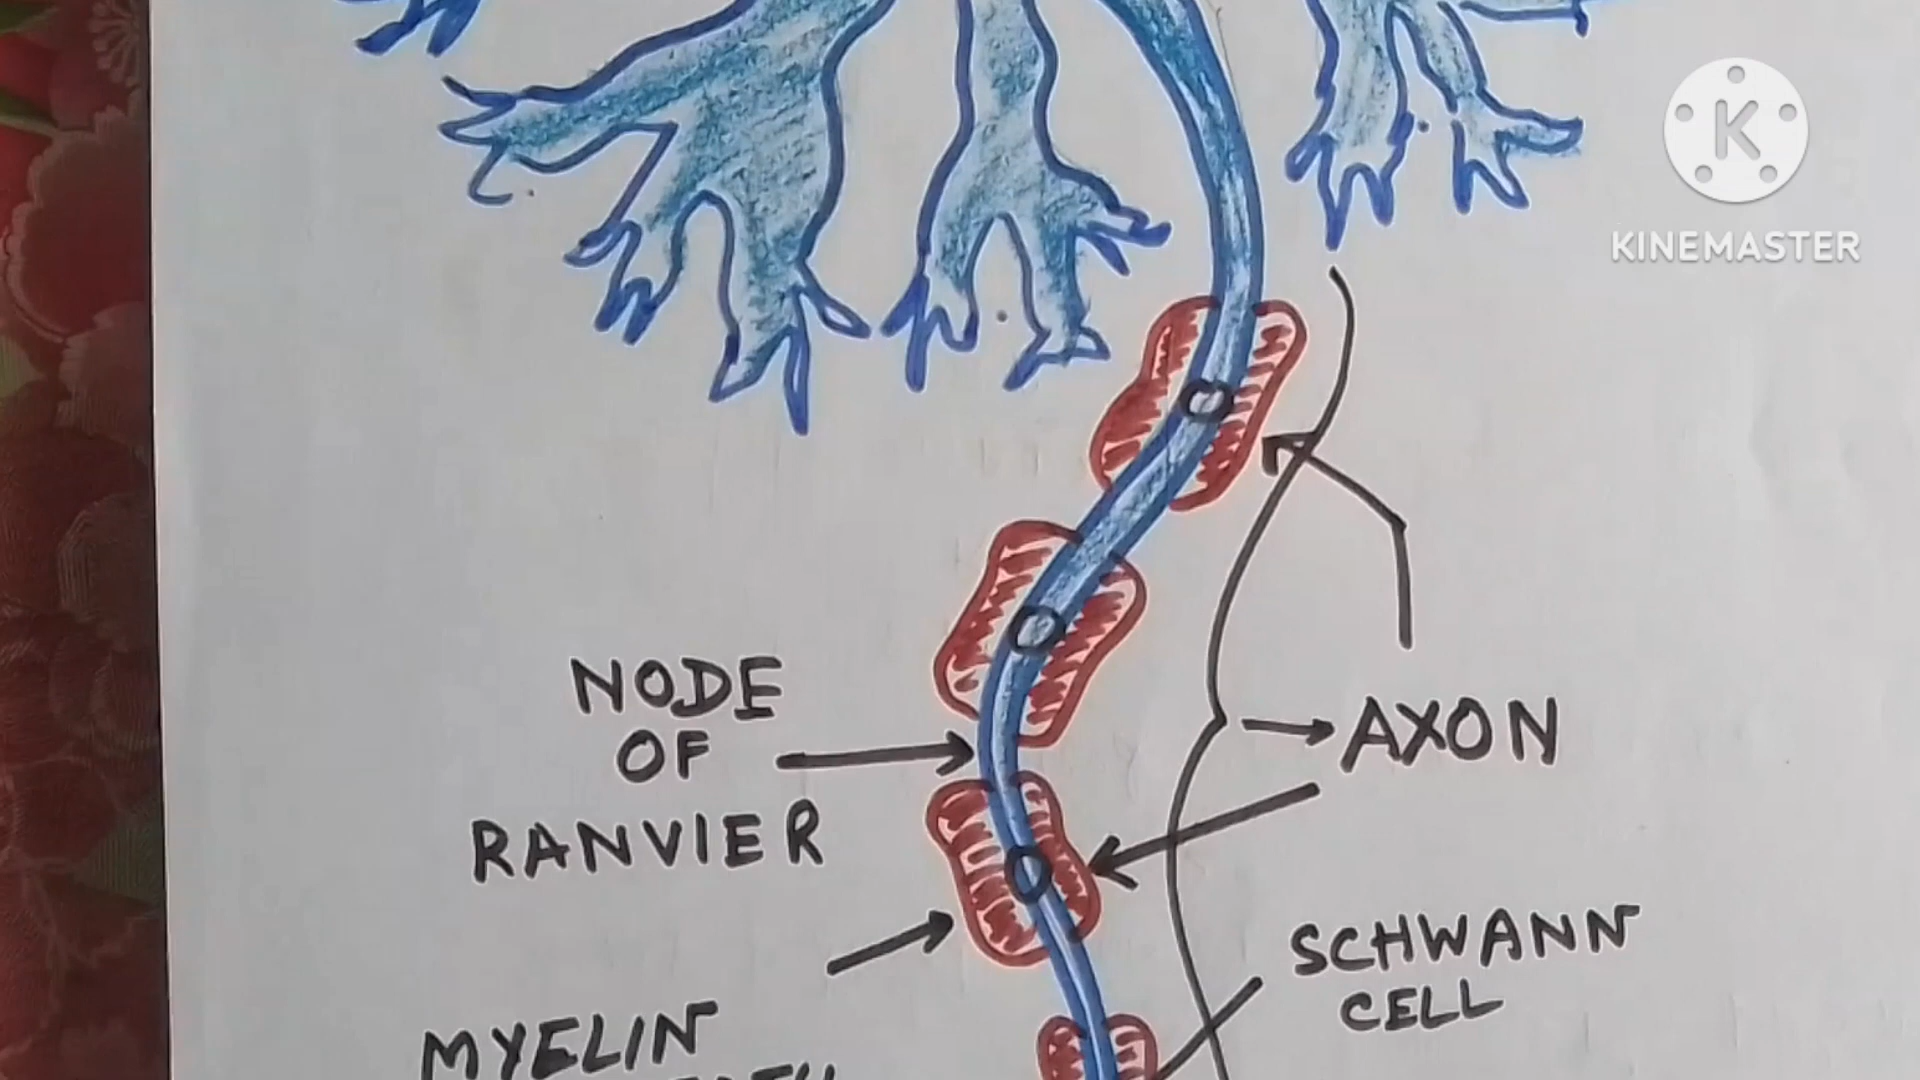 K
KINEMASTER
NODE
OF
RANVIER
AXON
SCHWANN
CELL
MYELIN